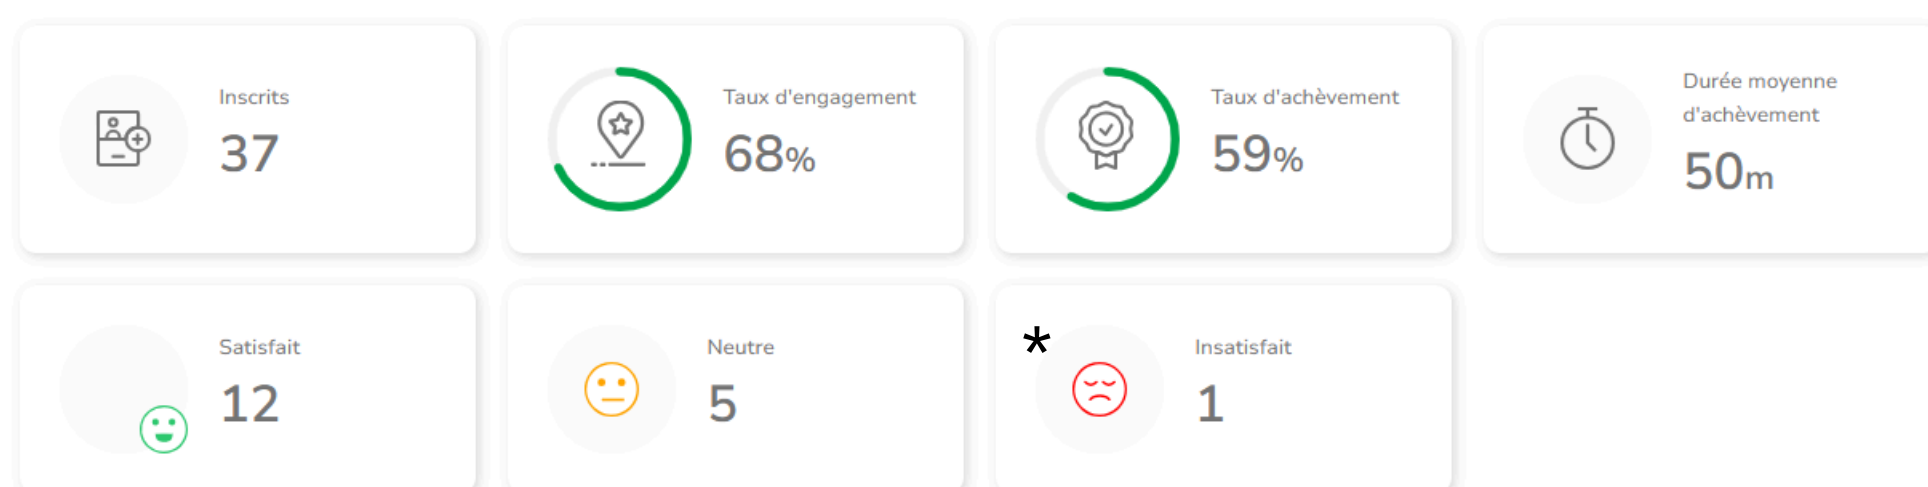 Inscrits
37
Taux d'engagement
68%
Taux d'achèvement
59%
Durée moyenne
d'achèvement
50m
Satisfait
12
Neutre
5
*
Insatisfait
1